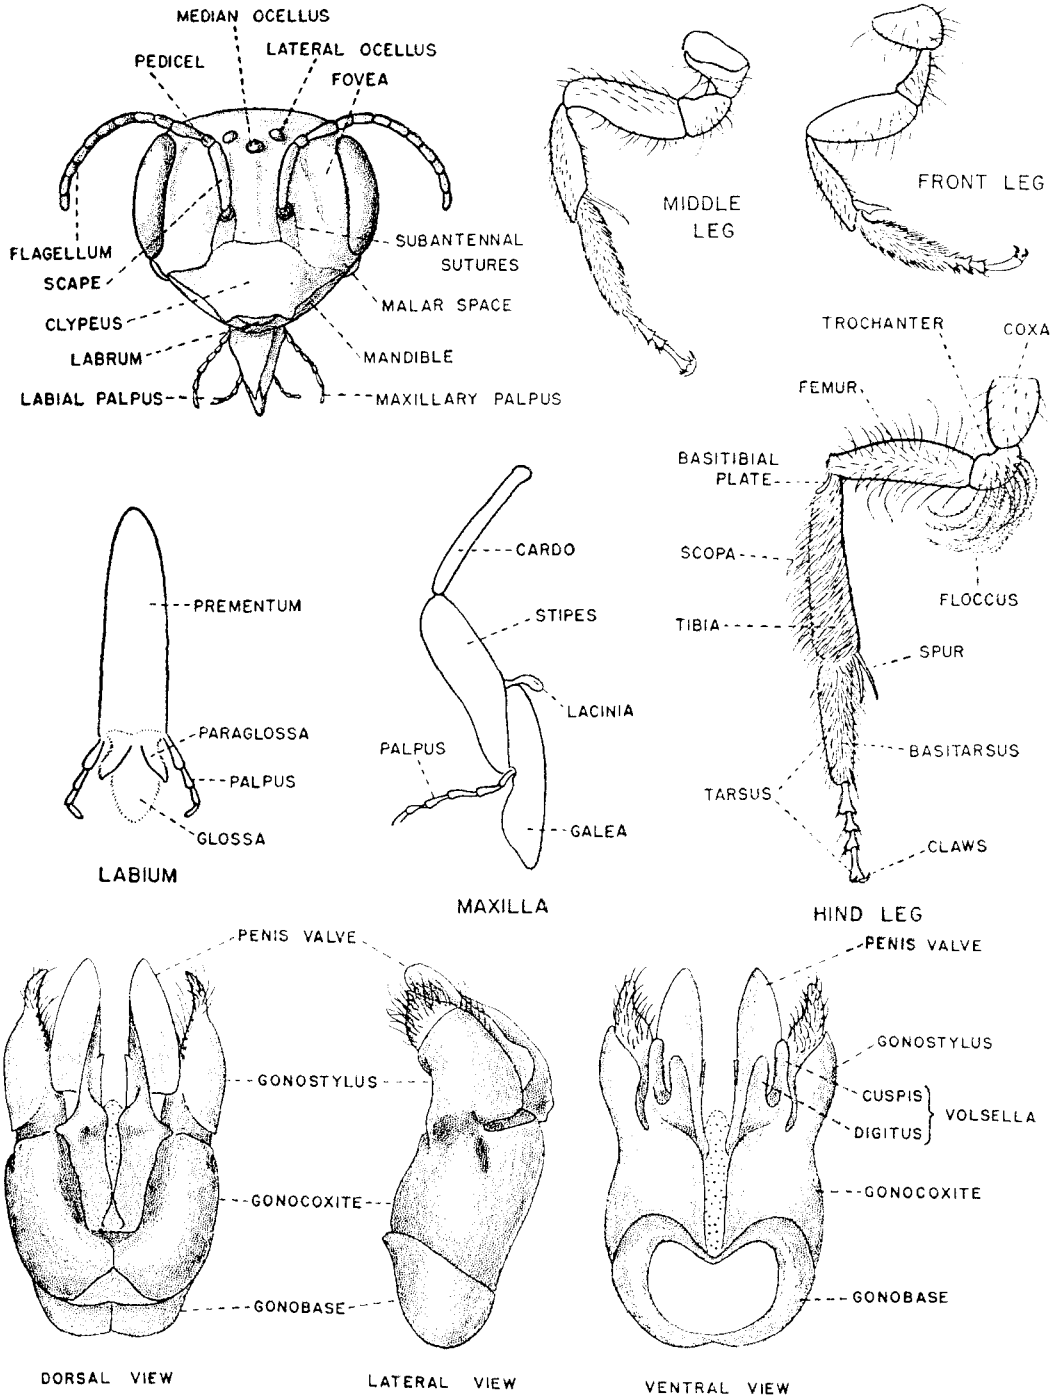 MEDIAN OCELLUS
LATERAL OCELLUS
PEDICEL
FOVEA
FLAGELLUM
SCAPE
CLYPEUS
LABRUM
LABIAL PALPUS
SUBANTENNAL
SUTURES
MALAR SPACE
MANDIBLE
MAXILLARY PALPUS
MIDDLE
LEG
FRONT LEG
TROCHANTER
COXA
FEMUR
BASITIBIAL
PLATE
SCOPA
FLOCCUS
TIBIA
SPUR
BASITARSUS
TARSUS
CLAWS
HIND LEG
PREMENTUM
PARAGLOSSA
PALPUS
GLOSSA
LABIUM
CARDO
STIPES
LACINIA
PALPUS
GALEA
MAXILLA
PENIS VALVE
GONOSTYLUS
GONOCOXITE
GONOBASE
DORSAL VIEW
LATERAL VIEW
PENIS VALVE
GONOSTYLUS
CUSPIS
VOLSELLA
DIGITUS
GONOCOXITE
GONOBASE
VENTRAL VIEW